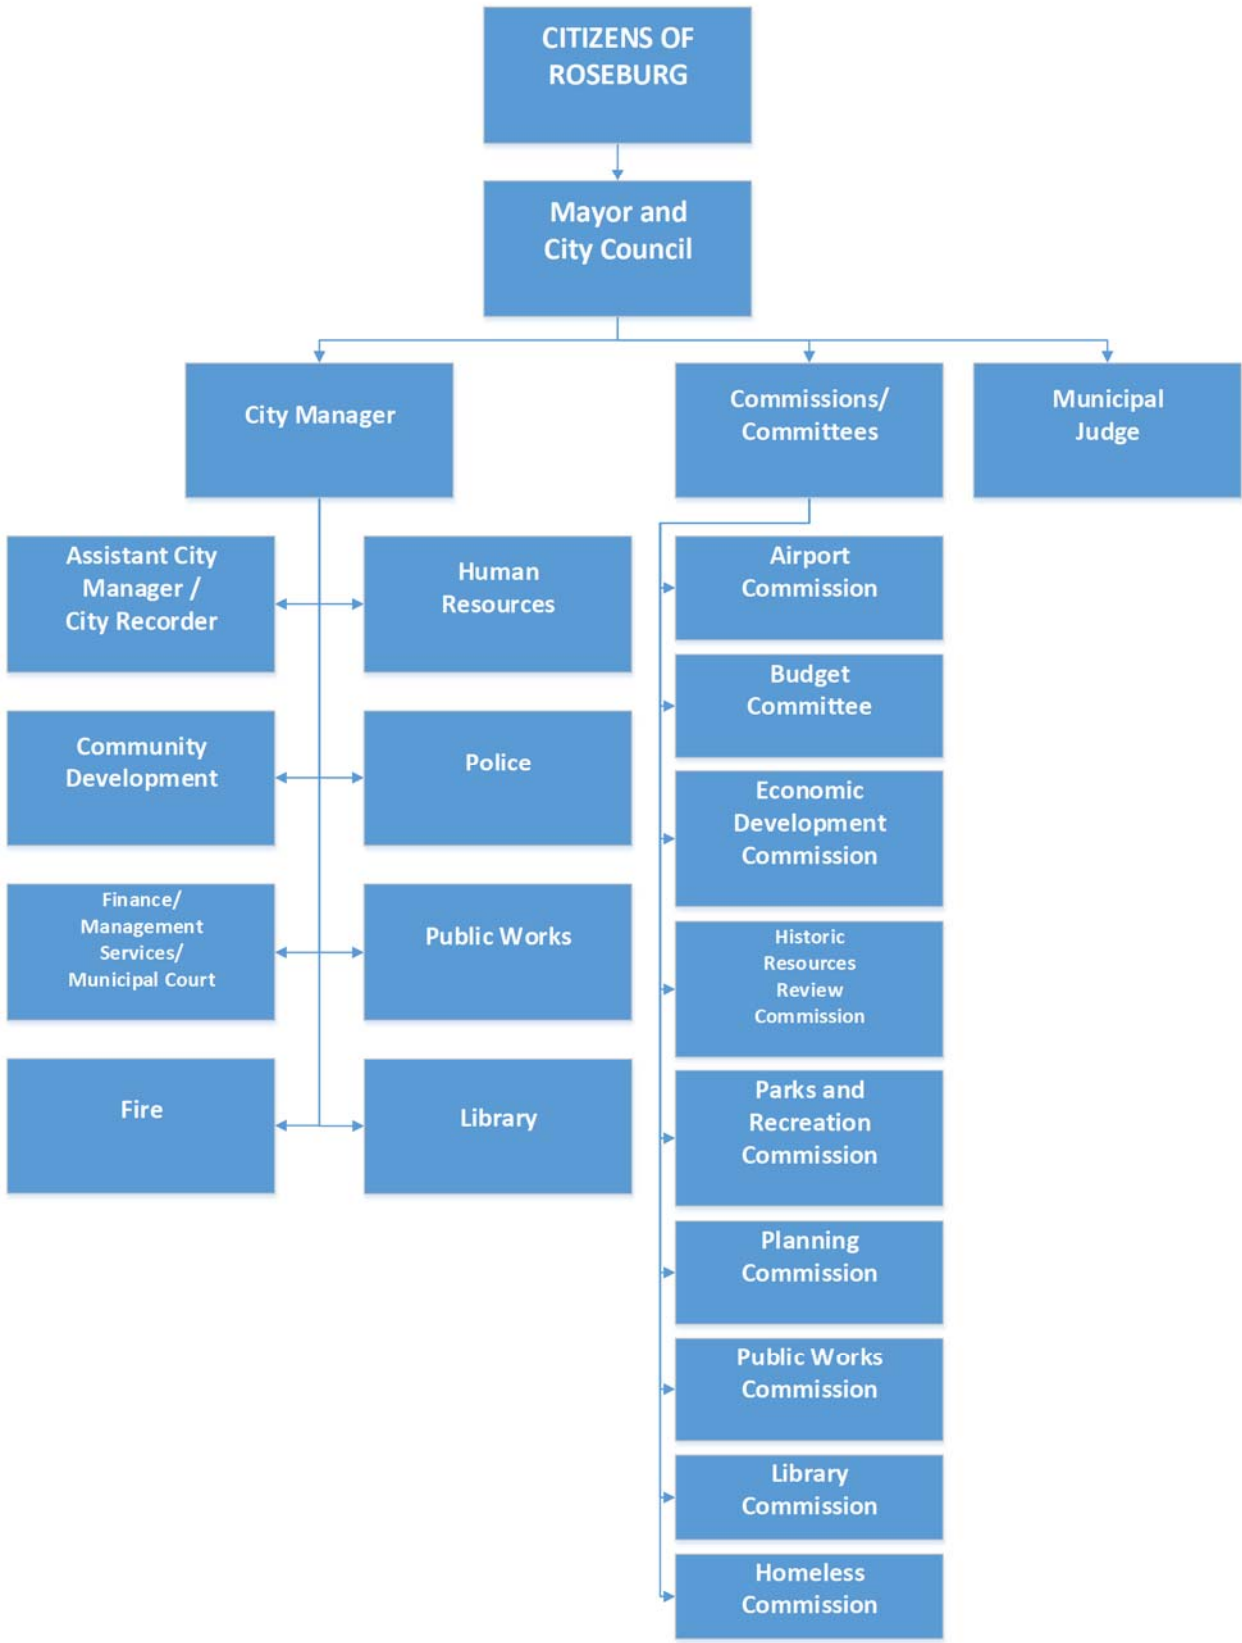 CITIZENS OF
ROSEBURG
Mayor and
City Council
City Manager
Commissions/
Committees
Municipal
Judge
Assistant City
Manager /
City Recorder
Human
Resources
Community
Development
Police
Finance/
Management
Services/
Municipal Court
Public Works
Fire
Library
Airport
Commission
Budget
Committee
Economic
Development
Commission
Historic
Resources
Review
Commission
Parks and
Recreation
Commission
Planning
Commission
Public Works
Commission
Library
Commission
Homeless
Commission